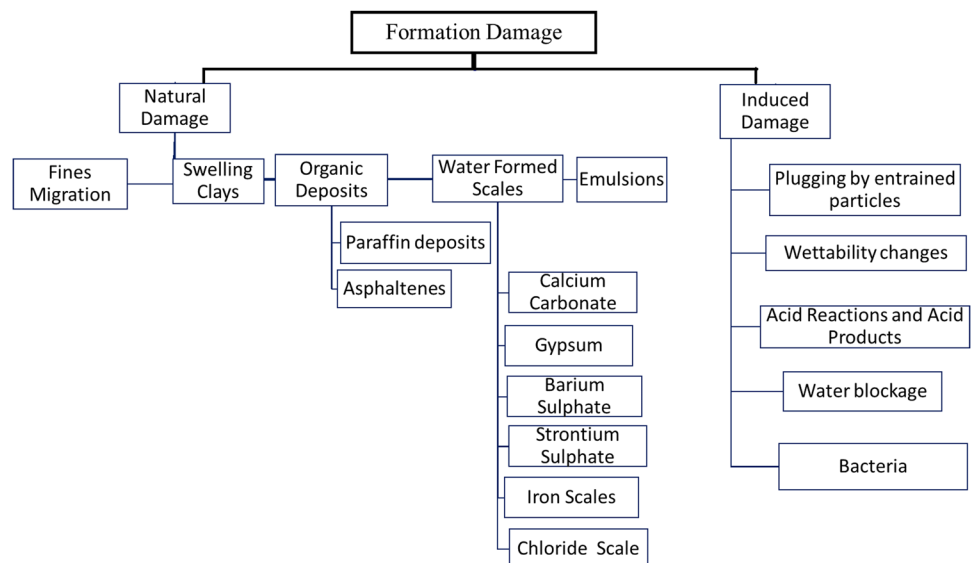 Formation Damage
Natural
Damage
Induced
Damage
Fines
Migration
Swelling
Clays
Organic
Deposits
Water Formed
Scales
Emulsions
Paraffin deposits
Asphaltenes
Calcium
Carbonate
Gypsum
Barium
Sulphate
Strontium
Sulphate
Iron Scales
Chloride Scale
Plugging by entrained
particles
Wettability changes
Acid Reactions and Acid
Products
Water blockage
Bacteria